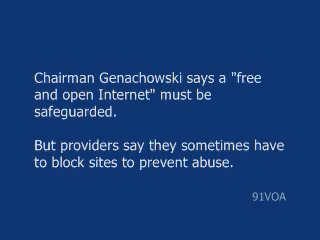 Chairman Genachowski says a "free
and open Internet" must be
safeguarded.
But providers say they sometimes have
to block sites to prevent abuse.
91VOA